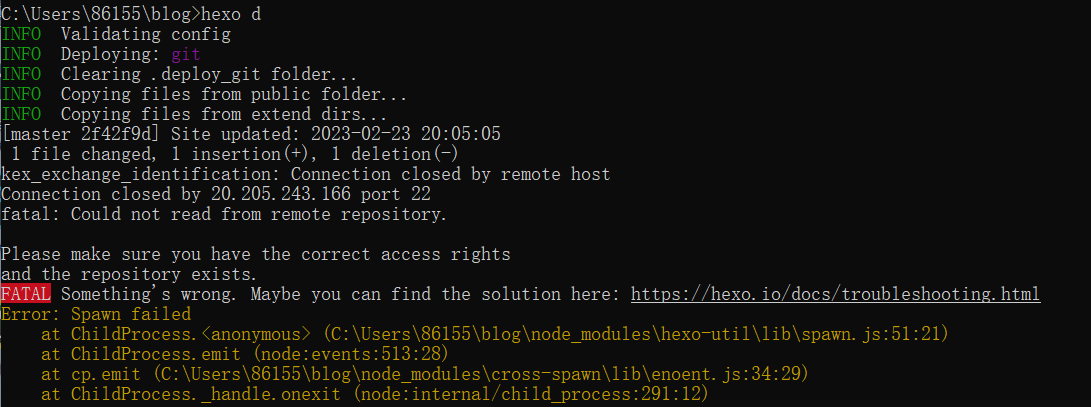 C:\Users\86155\blog>hexo d
INFO  Validating config
INFO  Deploying: git
INFO  Clearing .deploy_git folder...
INFO  Copying files from public folder...
INFO  Copying files from extend dirs...
[master 2f42f9d] Site updated: 2023-02-23 20:05:05
 1 file changed, 1 insertion(+), 1 deletion(-)
kex_exchange_identification: Connection closed by remote host
Connection closed by 20.205.243.166 port 22
fatal: Could not read from remote repository.

Please make sure you have the correct access rights
and the repository exists.
FATAL Something's wrong. Maybe you can find the solution here: https://hexo.io/docs/troubleshooting.html
Error: Spawn failed
    at ChildProcess.<anonymous> (C:\Users\86155\blog\node_modules\hexo-util\lib\spawn.js:51:21)
    at ChildProcess.emit (node:events:513:28)
    at cp.emit (C:\Users\86155\blog\node_modules\cross-spawn\lib\enoent.js:34:29)
    at ChildProcess._handle.onexit (node:internal/child_process:291:12)